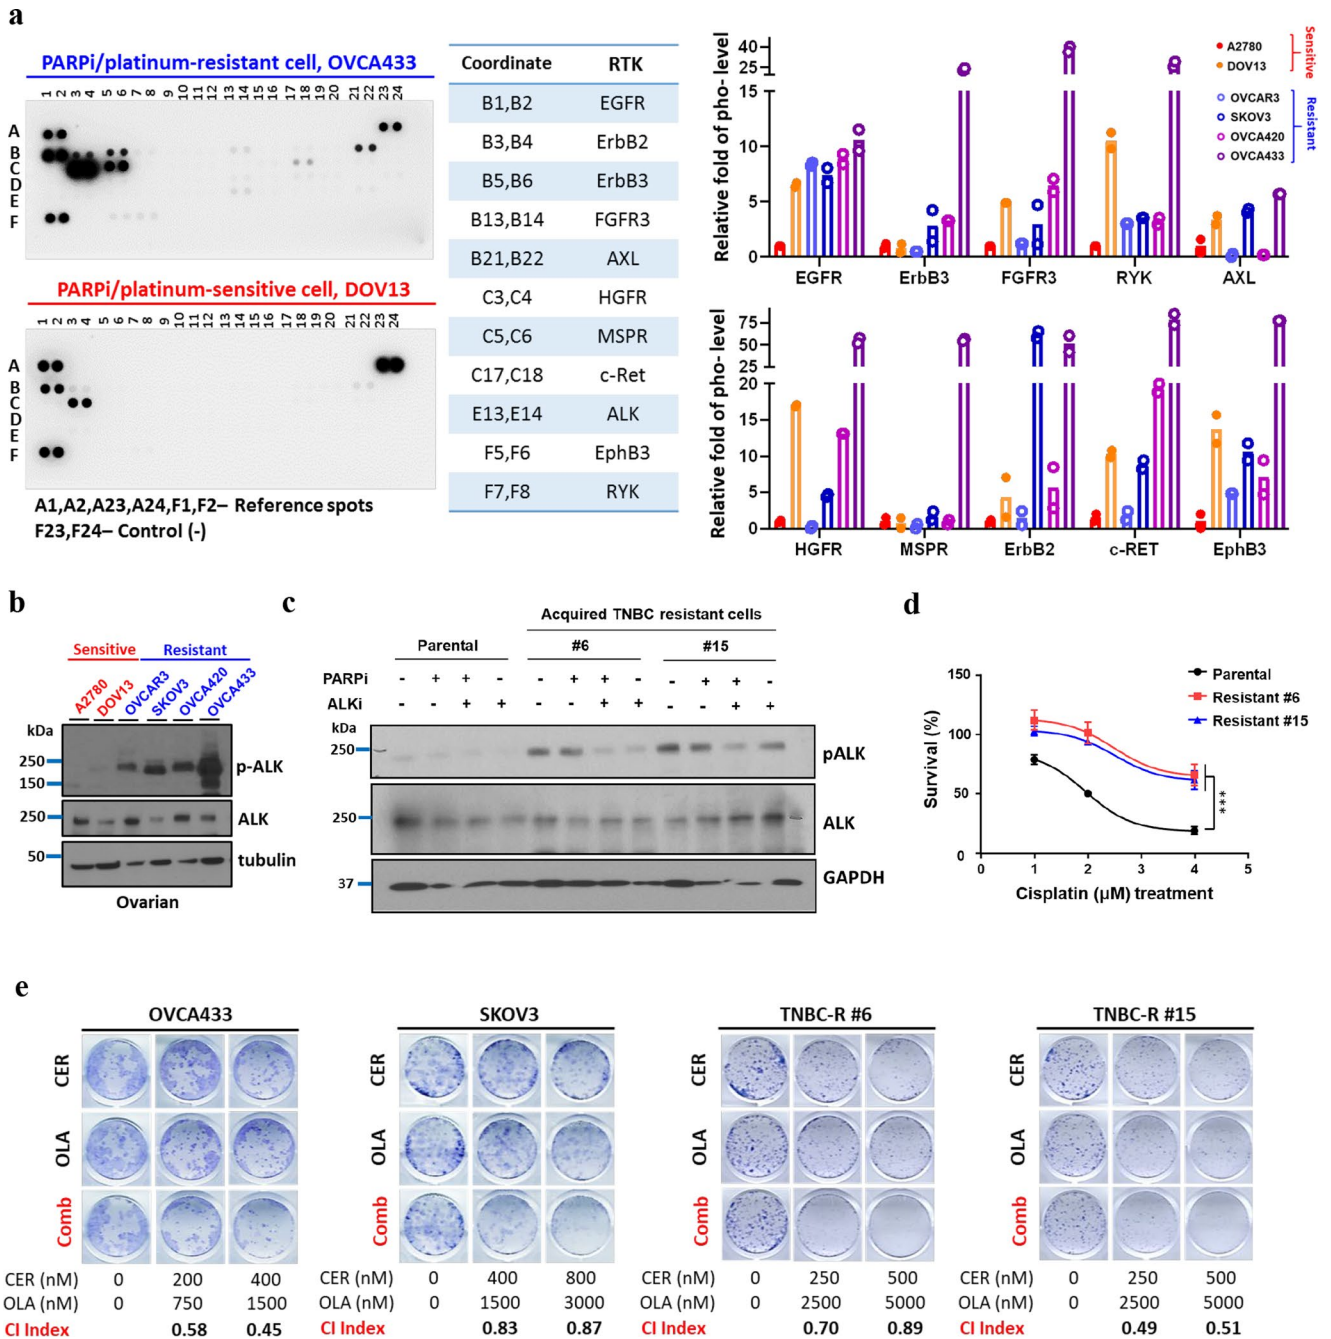 a
PARPi/platinum-resistant cell, OVCA433
1 2 3 4 5 6 7 8 9 10 11 12 13 14 15 16 17 18 19 20 21 22 23 24
A
B
C
D
E
F
PARPi/platinum-sensitive cell, DOV13
1 2 3 4 5 6 7 8 9 10 11 12 13 14 15 16 17 18 19 20 21 22 23 24
A
B
C
D
E
F
A1,A2,A23,A24,F1,F2– Reference spots
F23,F24– Control (-)
Coordinate RTK
B1,B2 EGFR
B3,B4 ErbB2
B5,B6 ErbB3
B13,B14 FGFR3
B21,B22 AXL
C3,C4 HGFR
C5,C6 MSPR
C17,C18 c-Ret
E13,E14 ALK
F5,F6 EphB3
F7,F8 RYK
Relative fold of pho- level
40
25
15
10
5
0
EGFR ErbB3 FGFR3 RYK AXL
A2780
DOV13
Sensitive
OVCAR3
SKOV3
OVCA420
OVCA433
Resistant
Relative fold of pho- level
75
50
25
20
15
10
5
0
HGFR MSPR ErbB2 c-RET EphB3
b
Sensitive Resistant
A2780 DOV13 OVCAR3 SKOV3 OVCA420 OVCA433
kDa
250
150
p-ALK
250
ALK
50
tubulin
Ovarian
c
Acquired TNBC resistant cells
Parental #6 #15
PARPi - + + - - + + - - + + -
ALKi - - + + - - + + - - + +
kDa
250
pALK
250
ALK
37
GAPDH
d
Survival (%)
150
100
50
0
0 1 2 3 4 5
Cisplatin (μM) treatment
Parental
Resistant #6
Resistant #15
***
e
OVCA433 SKOV3 TNBC-R #6 TNBC-R #15
CER CER CER CER
OLA OLA OLA OLA
Comb Comb Comb Comb
CER (nM) 0 200 400 CER (nM) 0 400 800 CER (nM) 0 250 500 CER (nM) 0 250 500
OLA (nM) 0 750 1500 OLA (nM) 0 1500 3000 OLA (nM) 0 2500 5000 OLA (nM) 0 2500 5000
CI Index 0.58 0.45 CI Index 0.83 0.87 CI Index 0.70 0.89 CI Index 0.49 0.51